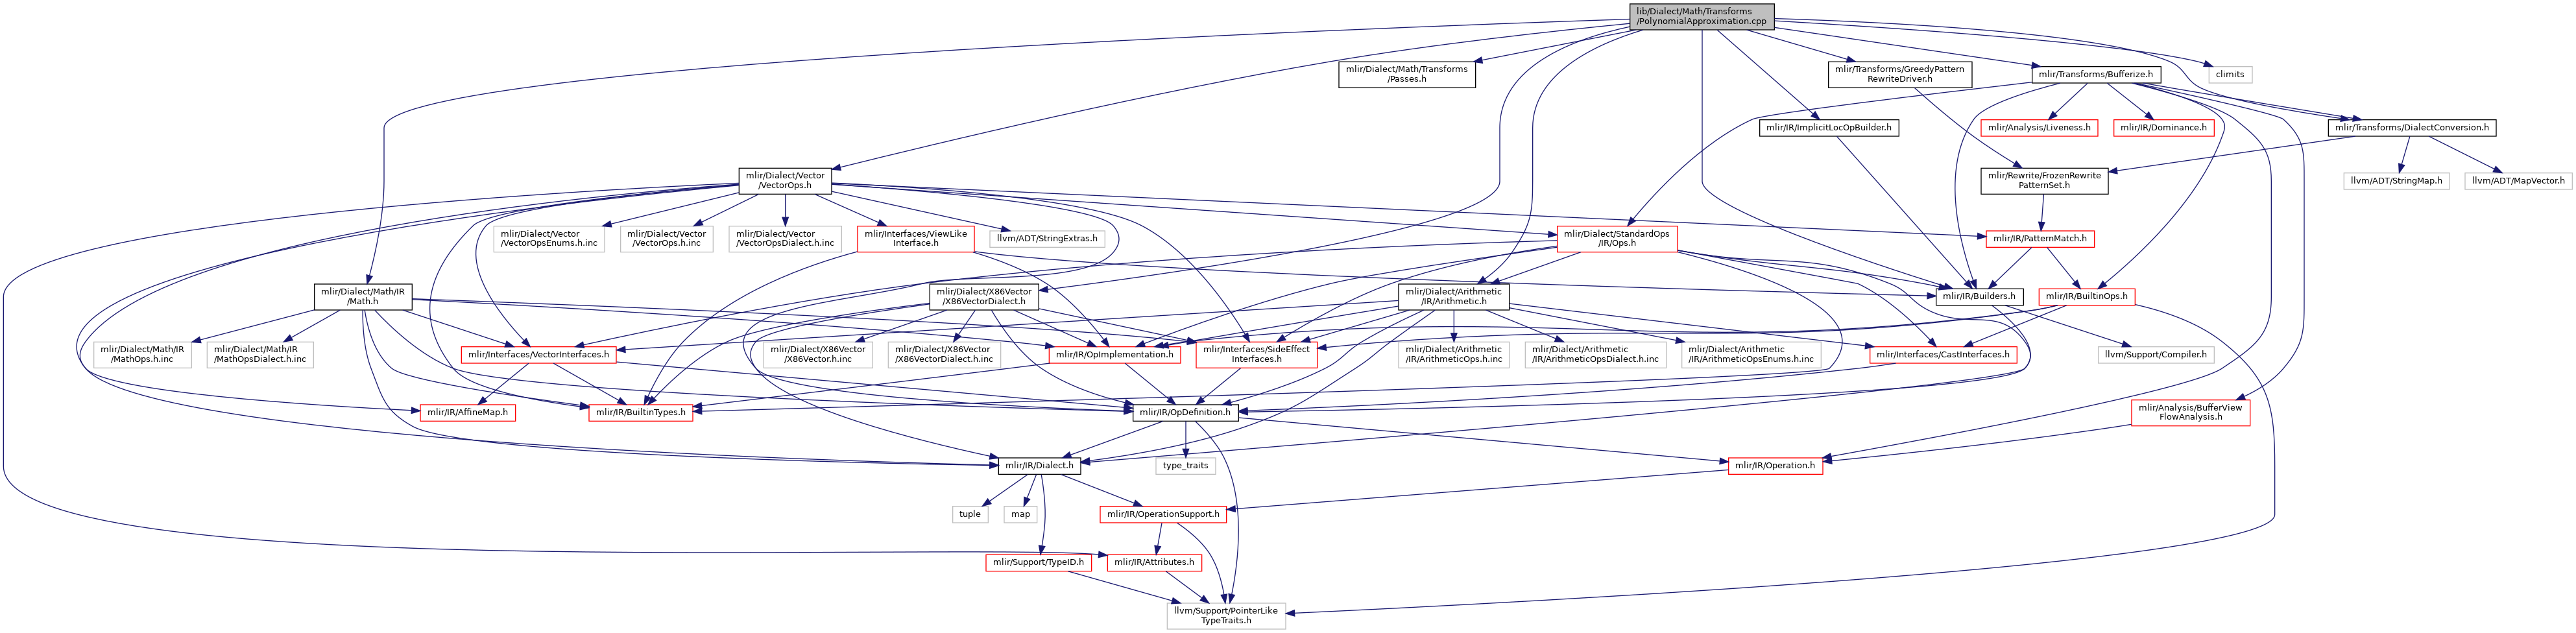 lib/Dialect/Math/Transforms
/PolynomialApproximation.cpp
mlir/Dialect/Math/Transforms
/Passes.h
mlir/Transforms/GreedyPattern
RewriteDriver.h
mlir/Transforms/Bufferize.h
climits
mlir/IR/ImplicitLocOpBuilder.h
mlir/Analysis/Liveness.h
mlir/IR/Dominance.h
mlir/Transforms/DialectConversion.h
mlir/Dialect/Vector
/VectorOps.h
mlir/Rewrite/FrozenRewrite
PatternSet.h
llvm/ADT/StringMap.h
llvm/ADT/MapVector.h
mlir/Dialect/Vector
/VectorOpsEnums.h.inc
mlir/Dialect/Vector
/VectorOps.h.inc
mlir/Dialect/Vector
/VectorOpsDialect.h.inc
mlir/Interfaces/ViewLike
Interface.h
llvm/ADT/StringExtras.h
mlir/Dialect/StandardOps
/IR/Ops.h
mlir/IR/PatternMatch.h
mlir/Dialect/Math/IR
/Math.h
mlir/Dialect/X86Vector
/X86VectorDialect.h
mlir/Dialect/Arithmetic
/IR/Arithmetic.h
mlir/IR/Builders.h
mlir/IR/BuiltinOps.h
mlir/Dialect/Math/IR
/MathOps.h.inc
mlir/Dialect/Math/IR
/MathOpsDialect.h.inc
mlir/Interfaces/VectorInterfaces.h
mlir/Dialect/X86Vector
/X86Vector.h.inc
mlir/Dialect/X86Vector
/X86VectorDialect.h.inc
mlir/IR/OpImplementation.h
mlir/Interfaces/SideEffect
Interfaces.h
mlir/Dialect/Arithmetic
/IR/ArithmeticOps.h.inc
mlir/Dialect/Arithmetic
/IR/ArithmeticOpsDialect.h.inc
mlir/Dialect/Arithmetic
/IR/ArithmeticOpsEnums.h.inc
mlir/Interfaces/CastInterfaces.h
llvm/Support/Compiler.h
mlir/IR/AffineMap.h
mlir/IR/BuiltinTypes.h
mlir/IR/OpDefinition.h
mlir/Analysis/BufferView
FlowAnalysis.h
mlir/IR/Dialect.h
type_traits
mlir/IR/Operation.h
tuple
map
mlir/IR/OperationSupport.h
mlir/Support/TypeID.h
mlir/IR/Attributes.h
llvm/Support/PointerLike
TypeTraits.h